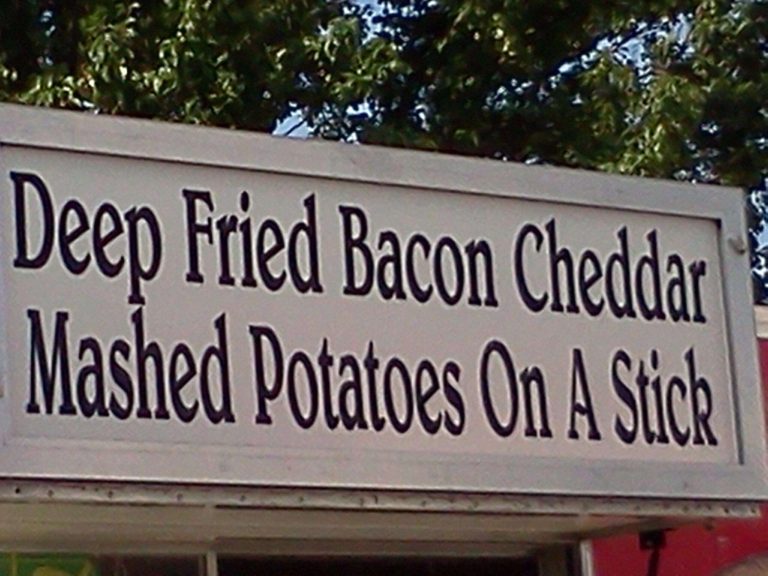 Deep Fried Bacon Cheddar
Mashed Potatoes On A Stick